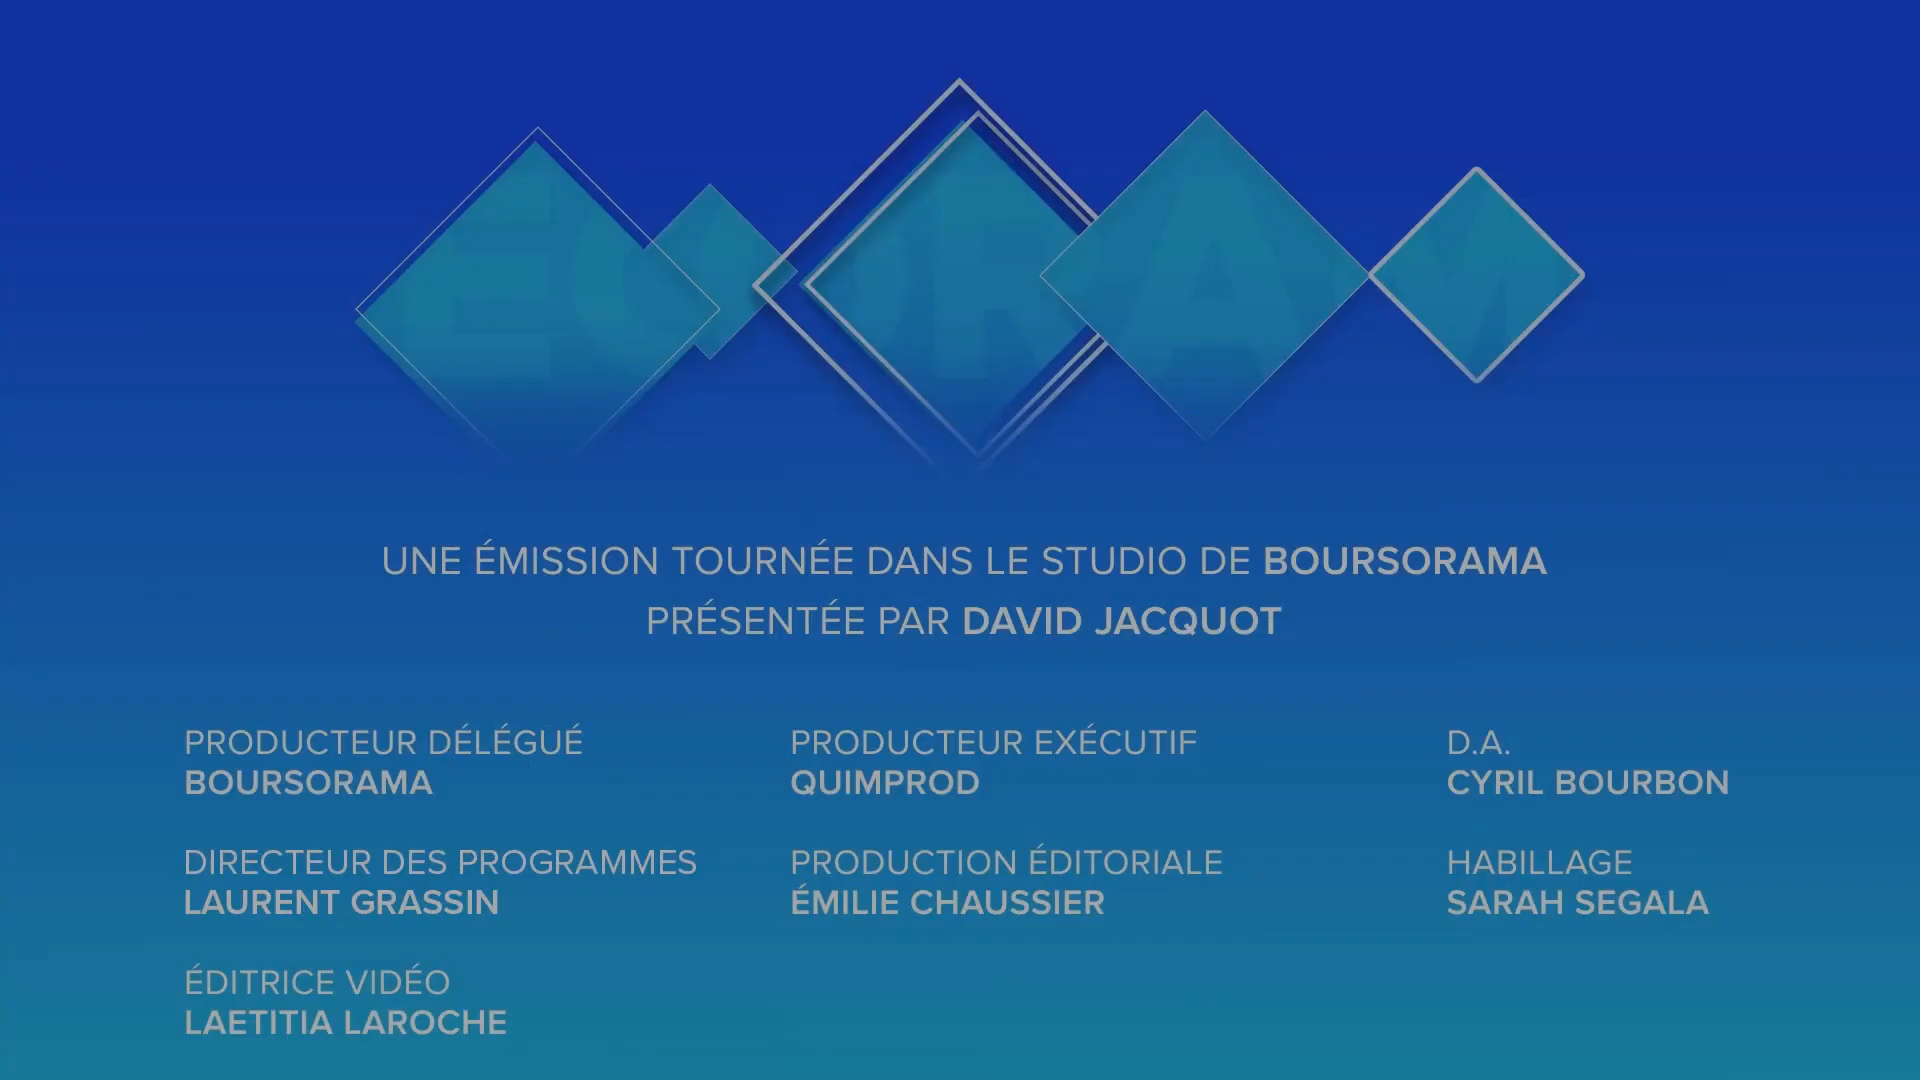 ECORAM
UNE ÉMISSION TOURNÉE DANS LE STUDIO DE BOURSORAMA
PRÉSENTÉE PAR DAVID JACQUOT
PRODUCTEUR DÉLÉGUÉ
BOURSORAMA
PRODUCTEUR EXÉCUTIF
QUIMPROD
D.A.
CYRIL BOURBON
DIRECTEUR DES PROGRAMMES
LAURENT GRASSIN
PRODUCTION ÉDITORIALE
ÉMILIE CHAUSSIER
HABILLAGE
SARAH SEGALA
ÉDITRICE VIDÉO
LAETITIA LAROCHE